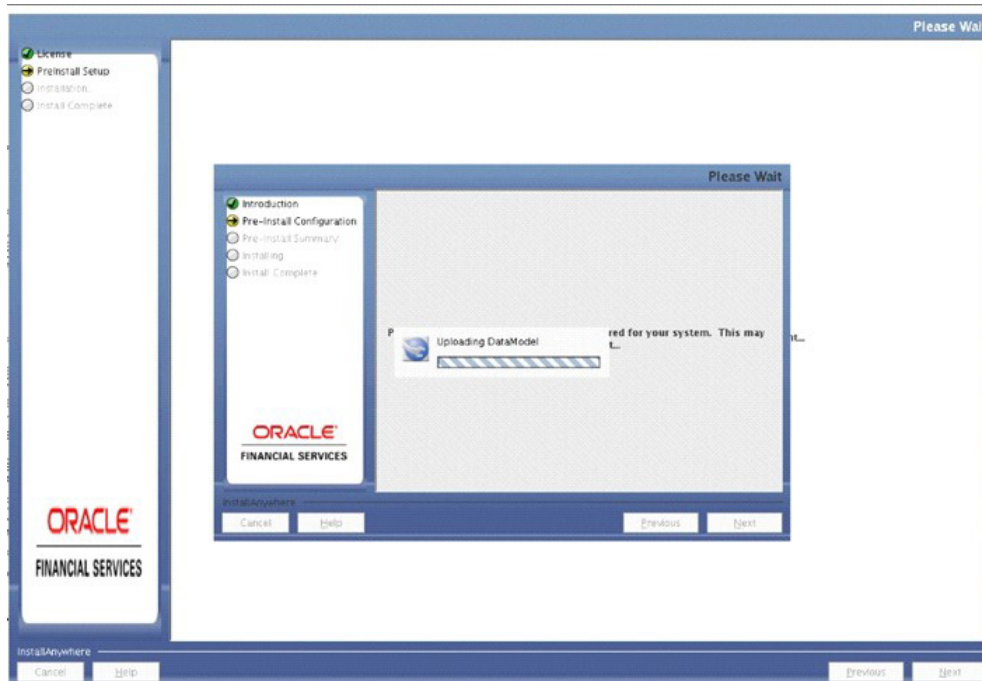 Please Wai
License
Preinstall Setup
Installation
Install Complete
Please Wait
Introduction
Pre-Install Configuration
Pre-Install Summary
Installing
Install Complete
P
Uploading DataModel
red for your system. This may
t...
nt...
ORACLE
FINANCIAL SERVICES
InstallAnywhere
Cancel Help Previous Next
ORACLE
FINANCIAL SERVICES
InstallAnywhere
Cancel Help Previous Next